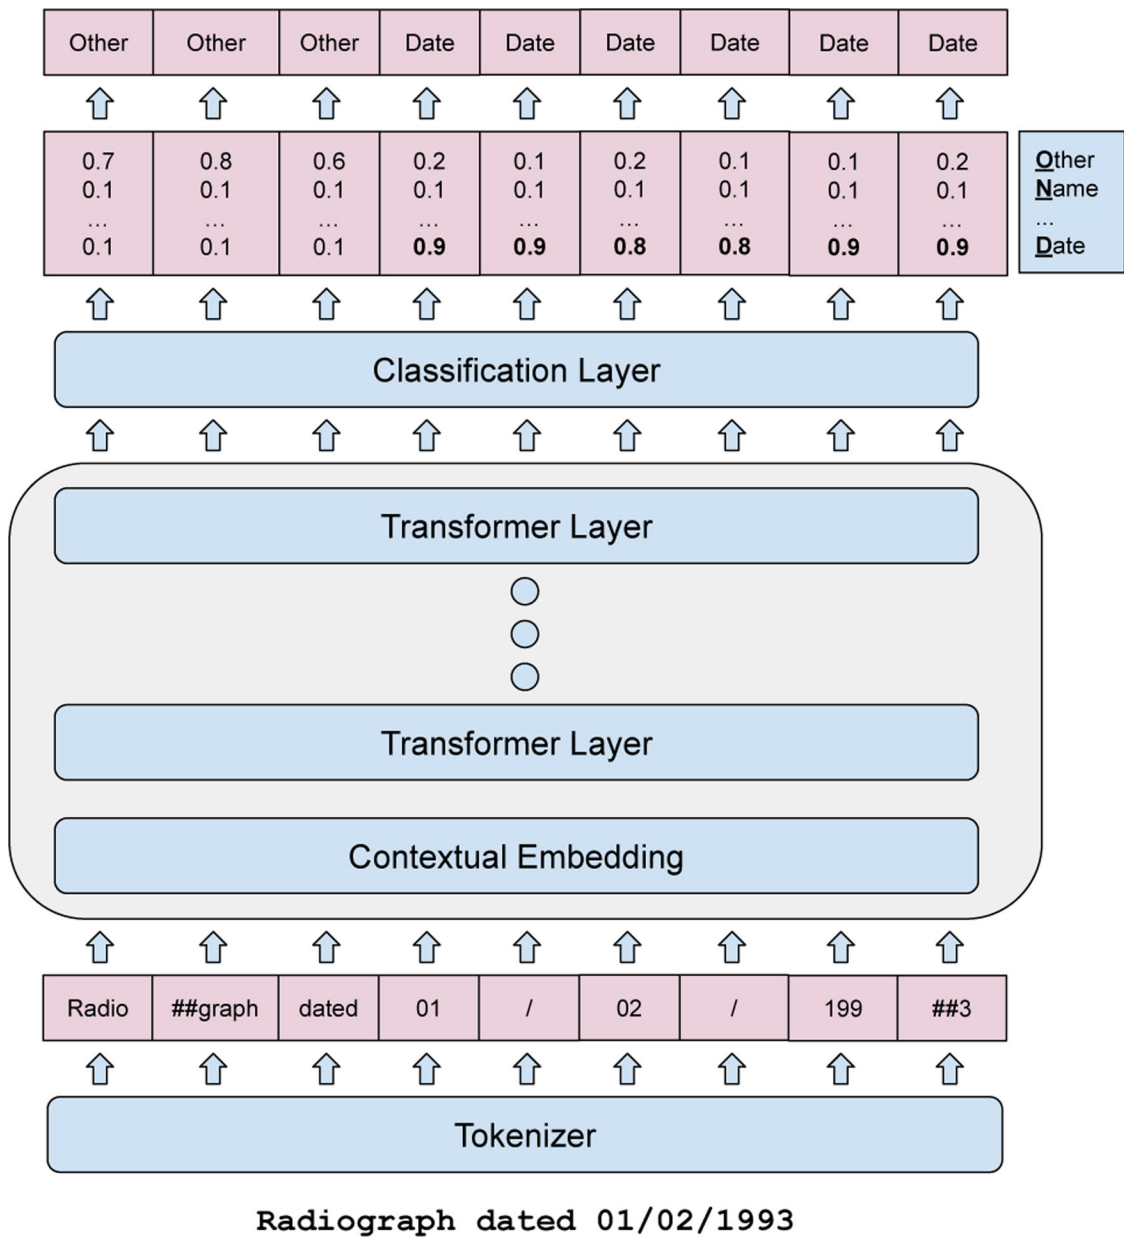 Other Other Other Date Date Date Date Date Date
0.7 0.8 0.6 0.2 0.1 0.2 0.1 0.1 0.2 Other
0.1 0.1 0.1 0.1 0.1 0.1 0.1 0.1 0.1 Name
... ... ... ... ... ... ... ... ... ...
0.1 0.1 0.1 0.9 0.9 0.8 0.8 0.9 0.9 Date
Classification Layer
Transformer Layer
Transformer Layer
Contextual Embedding
Radio ##graph dated 01 / 02 / 199 ##3
Tokenizer
Radiograph dated 01/02/1993